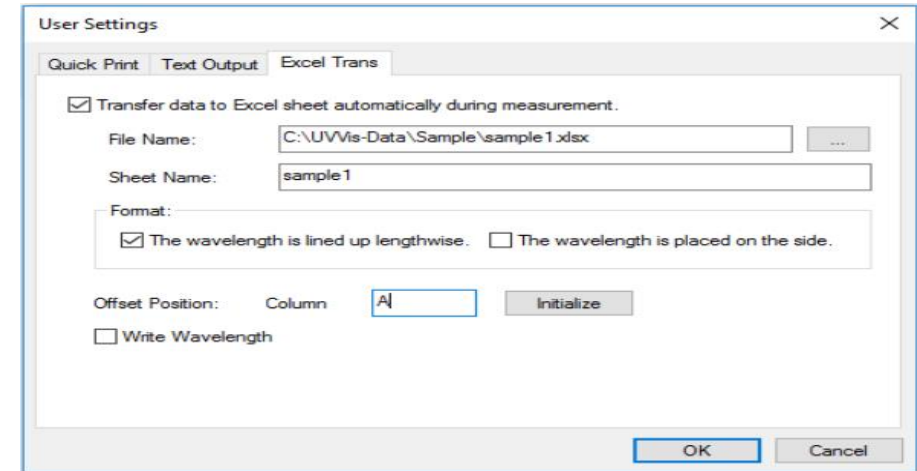 User Settings
Quick Print Text Output Excel Trans
Transfer data to Excel sheet automatically during measurement.
File Name: C:\UVVis-Data\Sample\sample1.xlsx ...
Sheet Name: sample1
Format:
The wavelength is lined up lengthwise. The wavelength is placed on the side.
Offset Position: Column A Initialize
Write Wavelength
OK Cancel